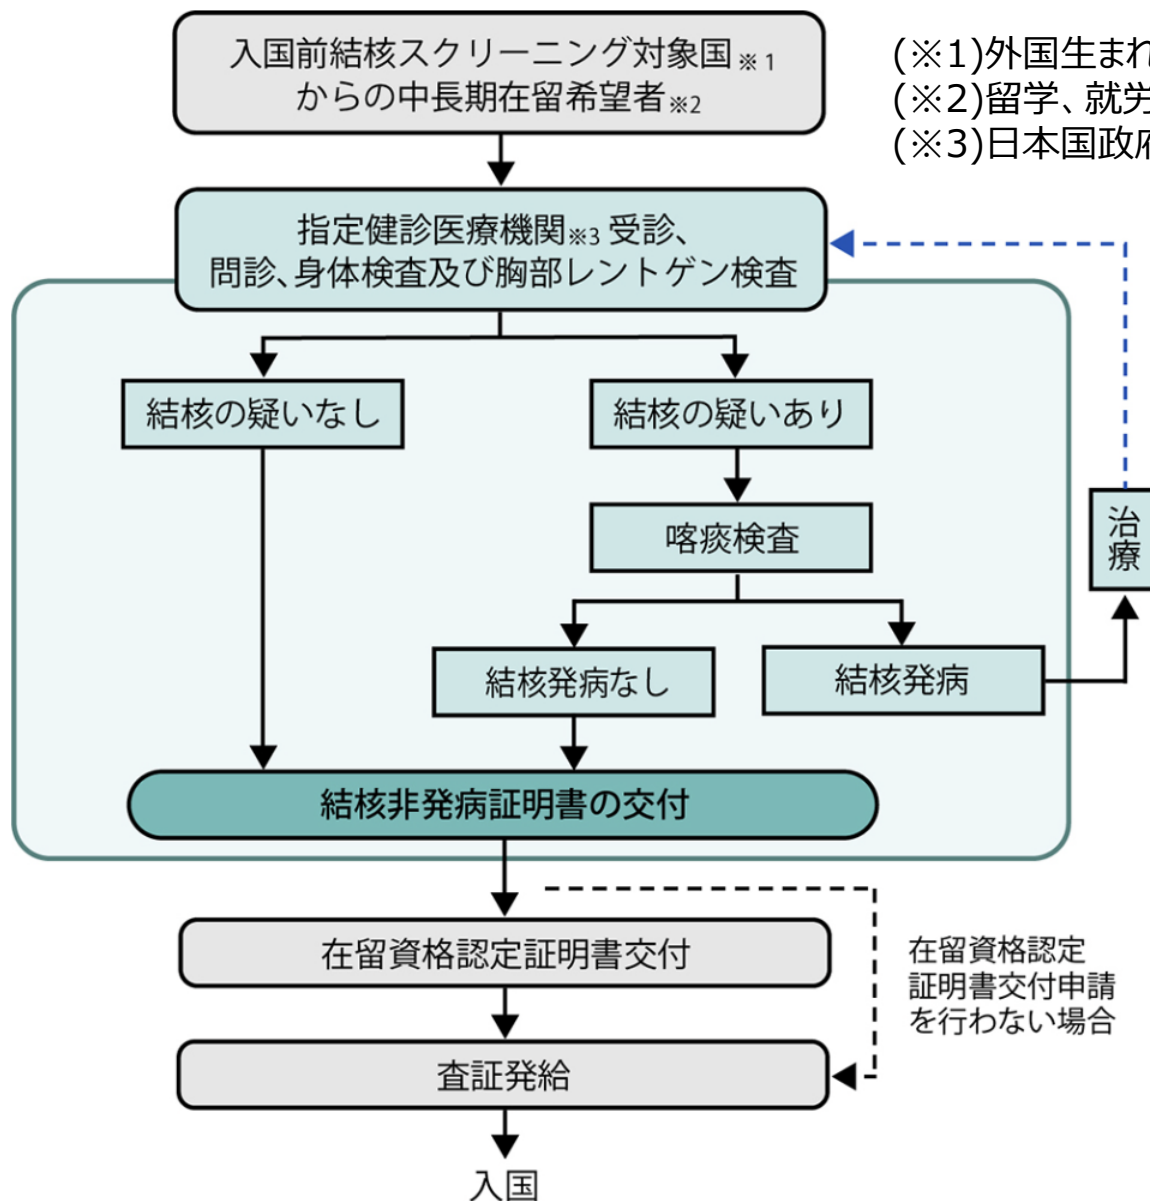 入国前結核スクリーニング対象国※1
からの中長期在留希望者※2
(※1)外国生まれ
(※2)留学、就労
(※3)日本国政府
指定健診医療機関※3 受診、
問診、身体検査及び胸部レントゲン検査
結核の疑いなし
結核の疑いあり
喀痰検査
治療
結核発病なし
結核発病
結核非発病証明書の交付
在留資格認定証明書交付
在留資格認定
証明書交付申請
を行わない場合
査証発給
入国